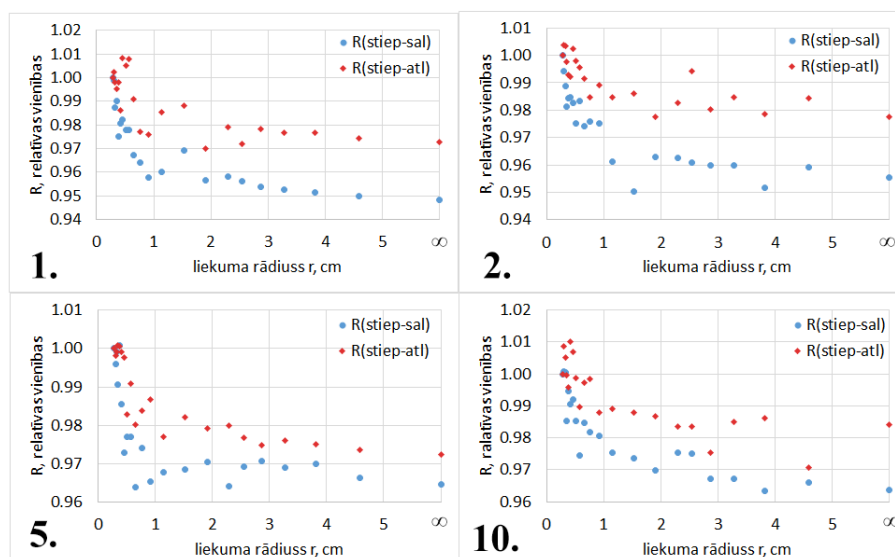 1.02
1.01
1.00
0.99
0.98
0.97
0.96
0.95
0.94
R, relatīvas vienības
R(stiep-sal)
R(stiep-atl)
0 1 2 3 4 5 ∞
liekuma rādiuss r, cm
1.
1.01
1.00
0.99
0.98
0.97
0.96
0.95
0.94
R, relatīvas vienības
R(stiep-sal)
R(stiep-atl)
0 1 2 3 4 5 ∞
liekuma rādiuss r, cm
2.
1.01
1.00
0.99
0.98
0.97
0.96
R, relatīvas vienības
R(stiep-sal)
R(stiep-atl)
0 1 2 3 4 5 ∞
liekuma rādiuss r, cm
5.
1.02
1.01
1.00
0.99
0.98
0.97
0.96
R, ralatīvas vienības
R(stiep-sal)
R(stiep-atl)
0 1 2 3 4 5 ∞
liekuma rādiuss r, cm
10.